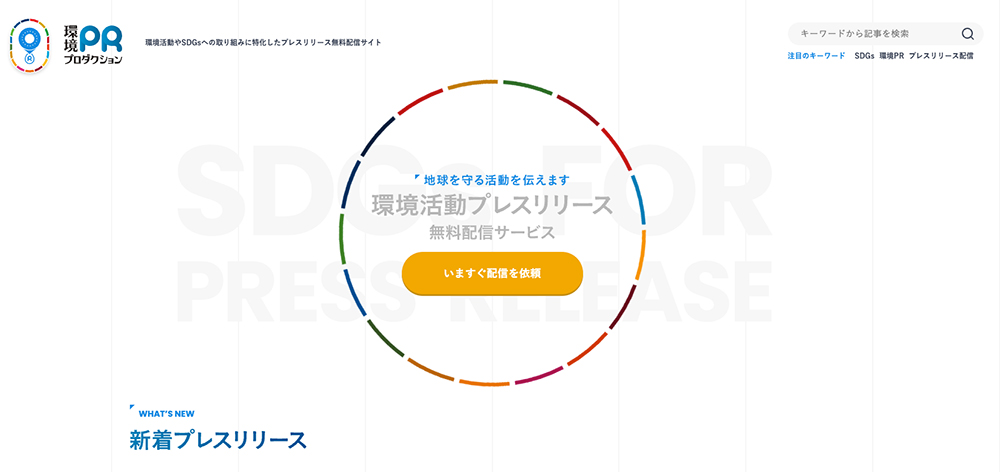 環境PR
プロダクション
環境活動やSDGsへの取り組みに特化したプレスリリース無料配信サイト
キーワードから記事を検索
注目のキーワード SDGs 環境PR プレスリリース配信
SDGs FOR
PRESS RELEASE
地球を守る活動を伝えます
環境活動プレスリリース
無料配信サービス
いますぐ配信を依頼
WHAT'S NEW
新着プレスリリース